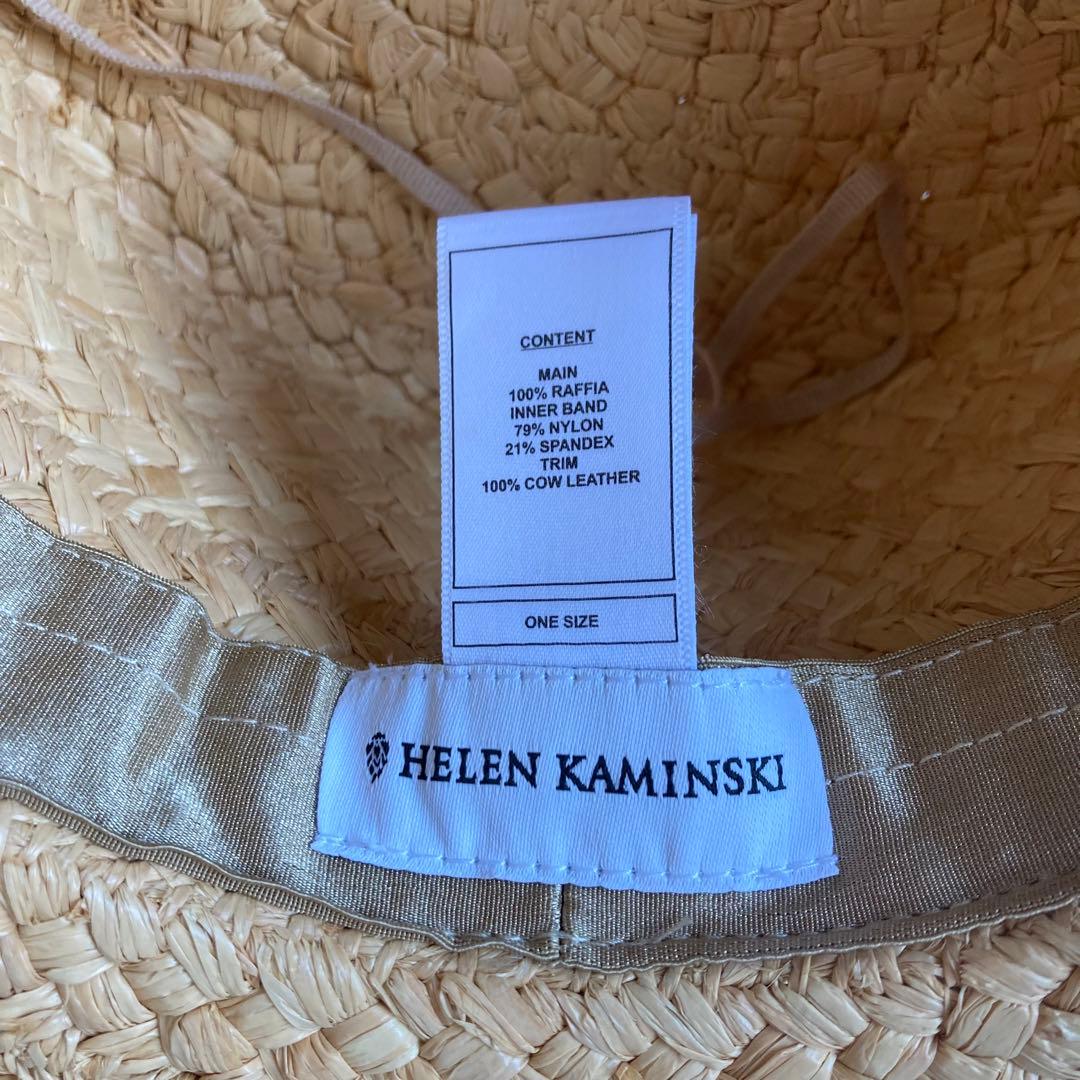 CONTENT
MAIN
100% RAFFIA
INNER BAND
79% NYLON
21% SPANDEX
TRIM
100% COW LEATHER
ONE SIZE
HELEN KAMINSKI